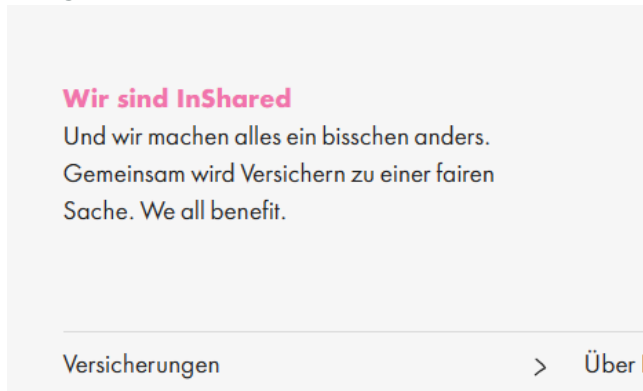 Wir sind InShared
Und wir machen alles ein bisschen anders.
Gemeinsam wird Versichern zu einer fairen
Sache. We all benefit.
Versicherungen > Über